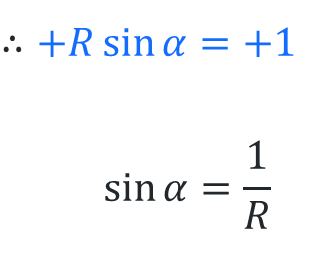 ∴ +R sin α = +1
sin α = 1/R